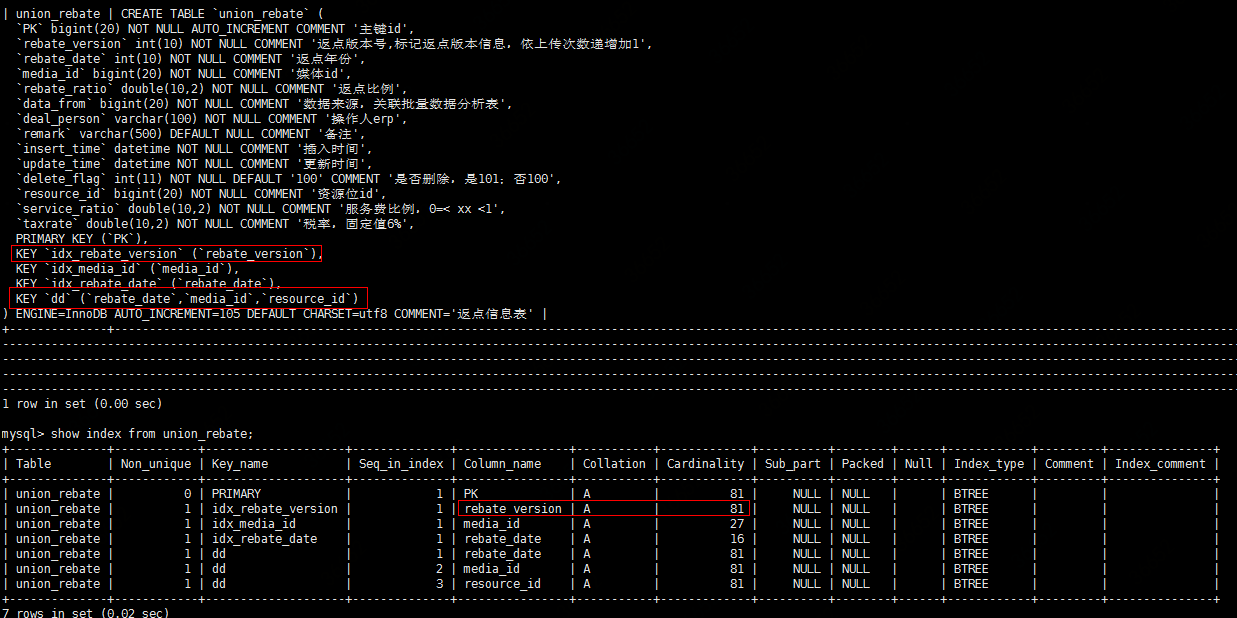 | union_rebate | CREATE TABLE `union_rebate` (
  `PK` bigint(20) NOT NULL AUTO_INCREMENT COMMENT '主键id',
  `rebate_version` int(10) NOT NULL COMMENT '返点版本号,标记返点版本信息，依上传次数递增加1',
  `rebate_date` int(10) NOT NULL COMMENT '返点年份',
  `media_id` bigint(20) NOT NULL COMMENT '媒体id',
  `rebate_ratio` double(10,2) NOT NULL COMMENT '返点比例',
  `data_from` bigint(20) NOT NULL COMMENT '数据来源，关联批量数据分析表',
  `deal_person` varchar(100) NOT NULL COMMENT '操作人erp',
  `remark` varchar(500) DEFAULT NULL COMMENT '备注',
  `insert_time` datetime NOT NULL COMMENT '插入时间',
  `update_time` datetime NOT NULL COMMENT '更新时间',
  `delete_flag` int(11) NOT NULL DEFAULT '100' COMMENT '是否删除，是101；否100',
  `resource_id` bigint(20) NOT NULL COMMENT '资源位id',
  `service_ratio` double(10,2) NOT NULL COMMENT '服务费比例，0=< xx <1',
  `taxrate` double(10,2) NOT NULL COMMENT '税率，固定值6%',
  PRIMARY KEY (`PK`),
  KEY `idx_rebate_version` (`rebate_version`),
  KEY `idx_media_id` (`media_id`),
  KEY `idx_rebate_date` (`rebate_date`),
  KEY `dd` (`rebate_date`,`media_id`,`resource_id`)
) ENGINE=InnoDB AUTO_INCREMENT=105 DEFAULT CHARSET=utf8 COMMENT='返点信息表' |
1 row in set (0.00 sec)
mysql> show index from union_rebate;
| Table | Non_unique | Key_name | Seq_in_index | Column_name | Collation | Cardinality | Sub_part | Packed | Null | Index_type | Comment | Index_comment |
| union_rebate | 0 | PRIMARY | 1 | PK | A | 81 | NULL | NULL | | BTREE | | |
| union_rebate | 1 | idx_rebate_version | 1 | rebate_version | A | 81 | NULL | NULL | | BTREE | | |
| union_rebate | 1 | idx_media_id | 1 | media_id | A | 27 | NULL | NULL | | BTREE | | |
| union_rebate | 1 | idx_rebate_date | 1 | rebate_date | A | 16 | NULL | NULL | | BTREE | | |
| union_rebate | 1 | dd | 1 | rebate_date | A | 81 | NULL | NULL | | BTREE | | |
| union_rebate | 1 | dd | 2 | media_id | A | 81 | NULL | NULL | | BTREE | | |
| union_rebate | 1 | dd | 3 | resource_id | A | 81 | NULL | NULL | | BTREE | | |
7 rows in set (0.02 sec)